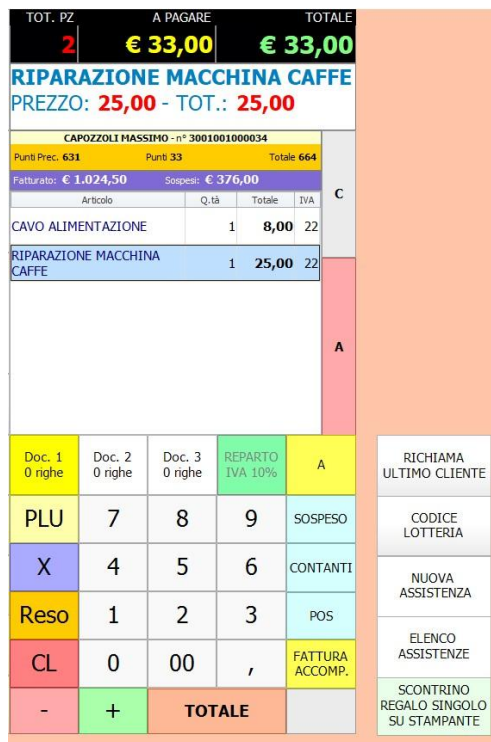 TOT. PZ A PAGARE TOTALE
2 € 33,00 € 33,00
RIPARAZIONE MACCHINA CAFFE
PREZZO: 25,00 - TOT.: 25,00
CAPOZZOLI MASSIMO - n° 3001001000034
Punti Prec. 631 Punti 33 Totale 664
Fatturato: € 1.024,50 Sospesi: € 376,00
Articolo Q.tà Totale IVA
C
CAVO ALIMENTAZIONE 1 8,00 22
RIPARAZIONE MACCHINA
CAFFE 1 25,00 22
A
Doc. 1
0 righe
Doc. 2
0 righe
Doc. 3
0 righe
REPARTO
IVA 10%
A
RICHIAMA
ULTIMO CLIENTE
PLU 7 8 9 SOSPESO
CODICE
LOTTERIA
X 4 5 6 CONTANTI
NUOVA
ASSISTENZA
Reso 1 2 3 POS
ELENCO
ASSISTENZE
CL 0 00 , FATTURA
ACCOMP.
SCONTRINO
REGALO SINGOLO
SU STAMPANTE
- + TOTALE